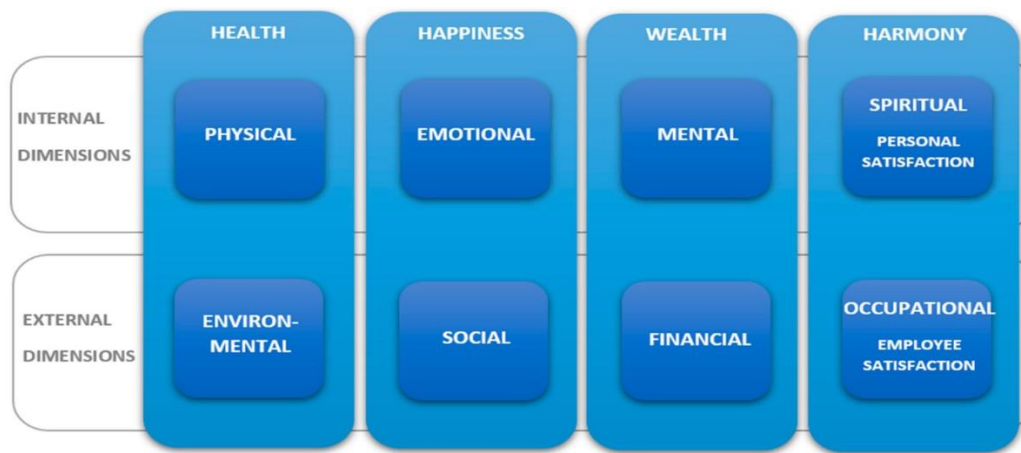 HEALTH
HAPPINESS
WEALTH
HARMONY
INTERNAL
DIMENSIONS
PHYSICAL
EMOTIONAL
MENTAL
SPIRITUAL
PERSONAL
SATISFACTION
EXTERNAL
DIMENSIONS
ENVIRON-
MENTAL
SOCIAL
FINANCIAL
OCCUPATIONAL
EMPLOYEE
SATISFACTION